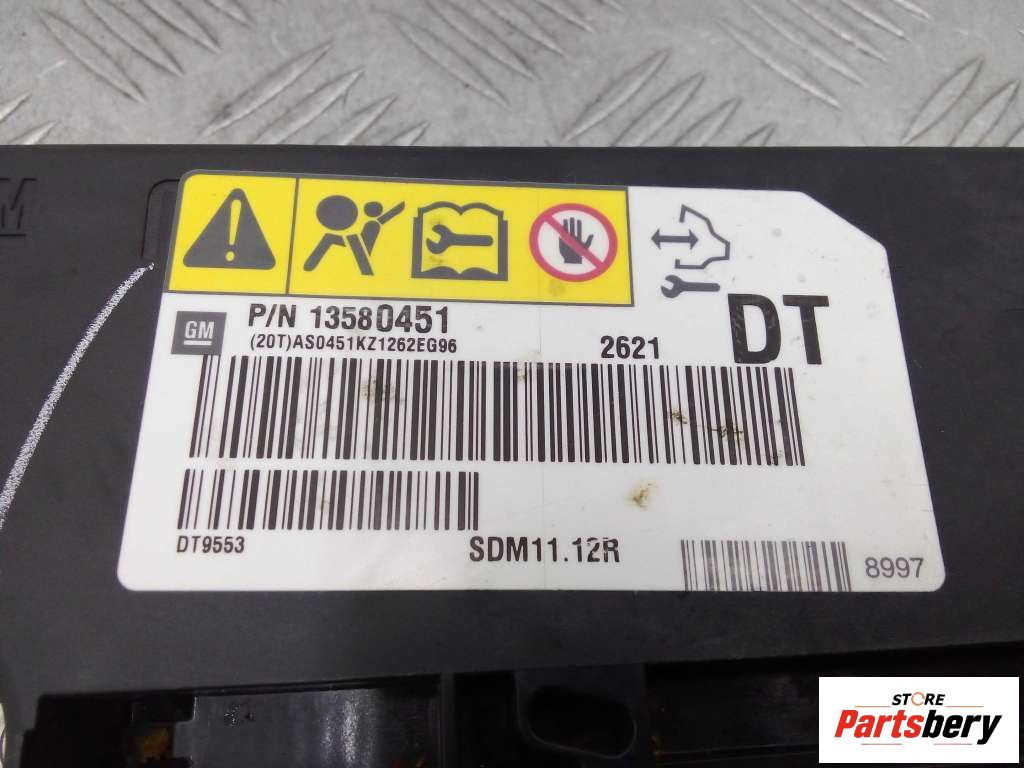 GM
P/N 13580451
(20T)AS0451KZ1262EG96
2621
DT
DT9553
SDM11.12R
8997
STORE
Partsbery